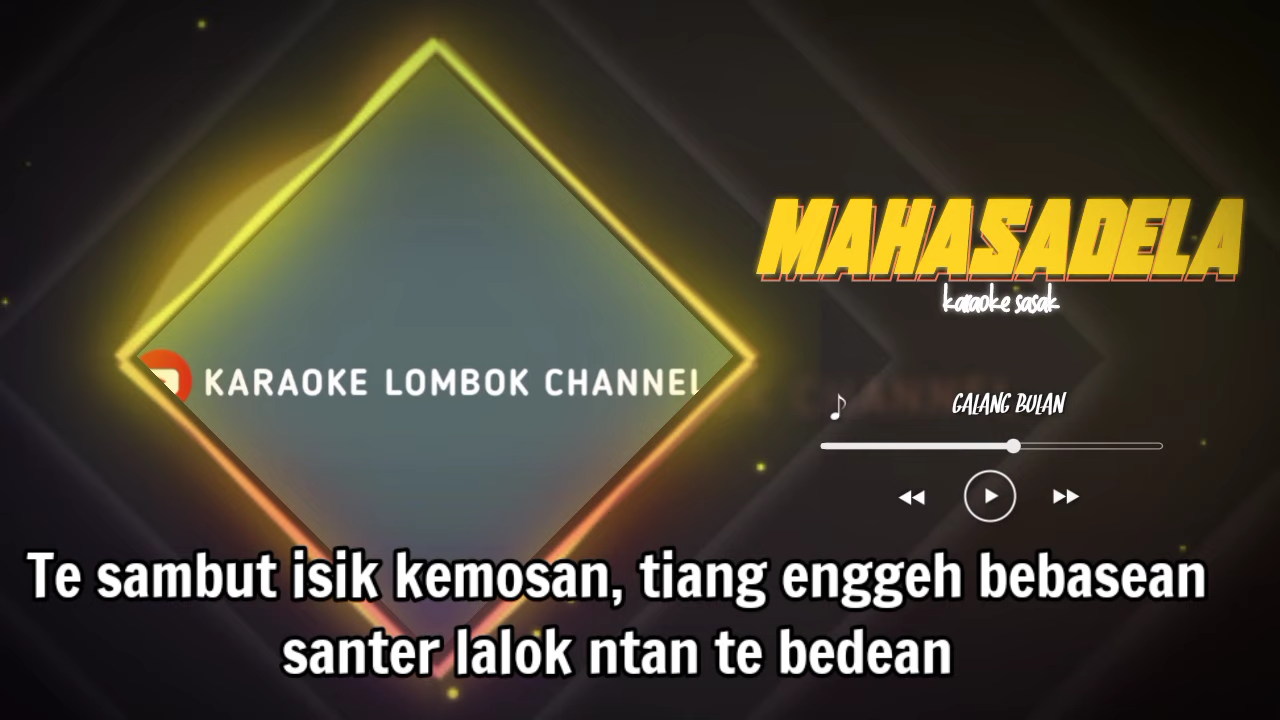 MAHASADELA
karaoke sasak
KARAOKE LOMBOK CHANNEL
GALANG BULAN
Te sambut isik kemosan, tiang enggeh bebasean
santer lalok ntan te bedean